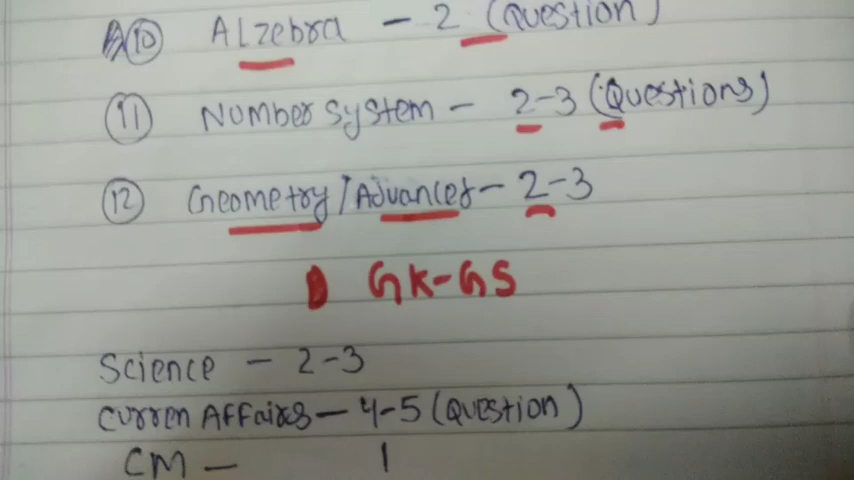 10 Alzebra - 2 (Question)
11 Number System - 2-3 (Questions)
12 Geometry/Advances - 2-3
GK-GS
Science - 2-3
Curren Affairs - 4-5 (Question)
CM - 1